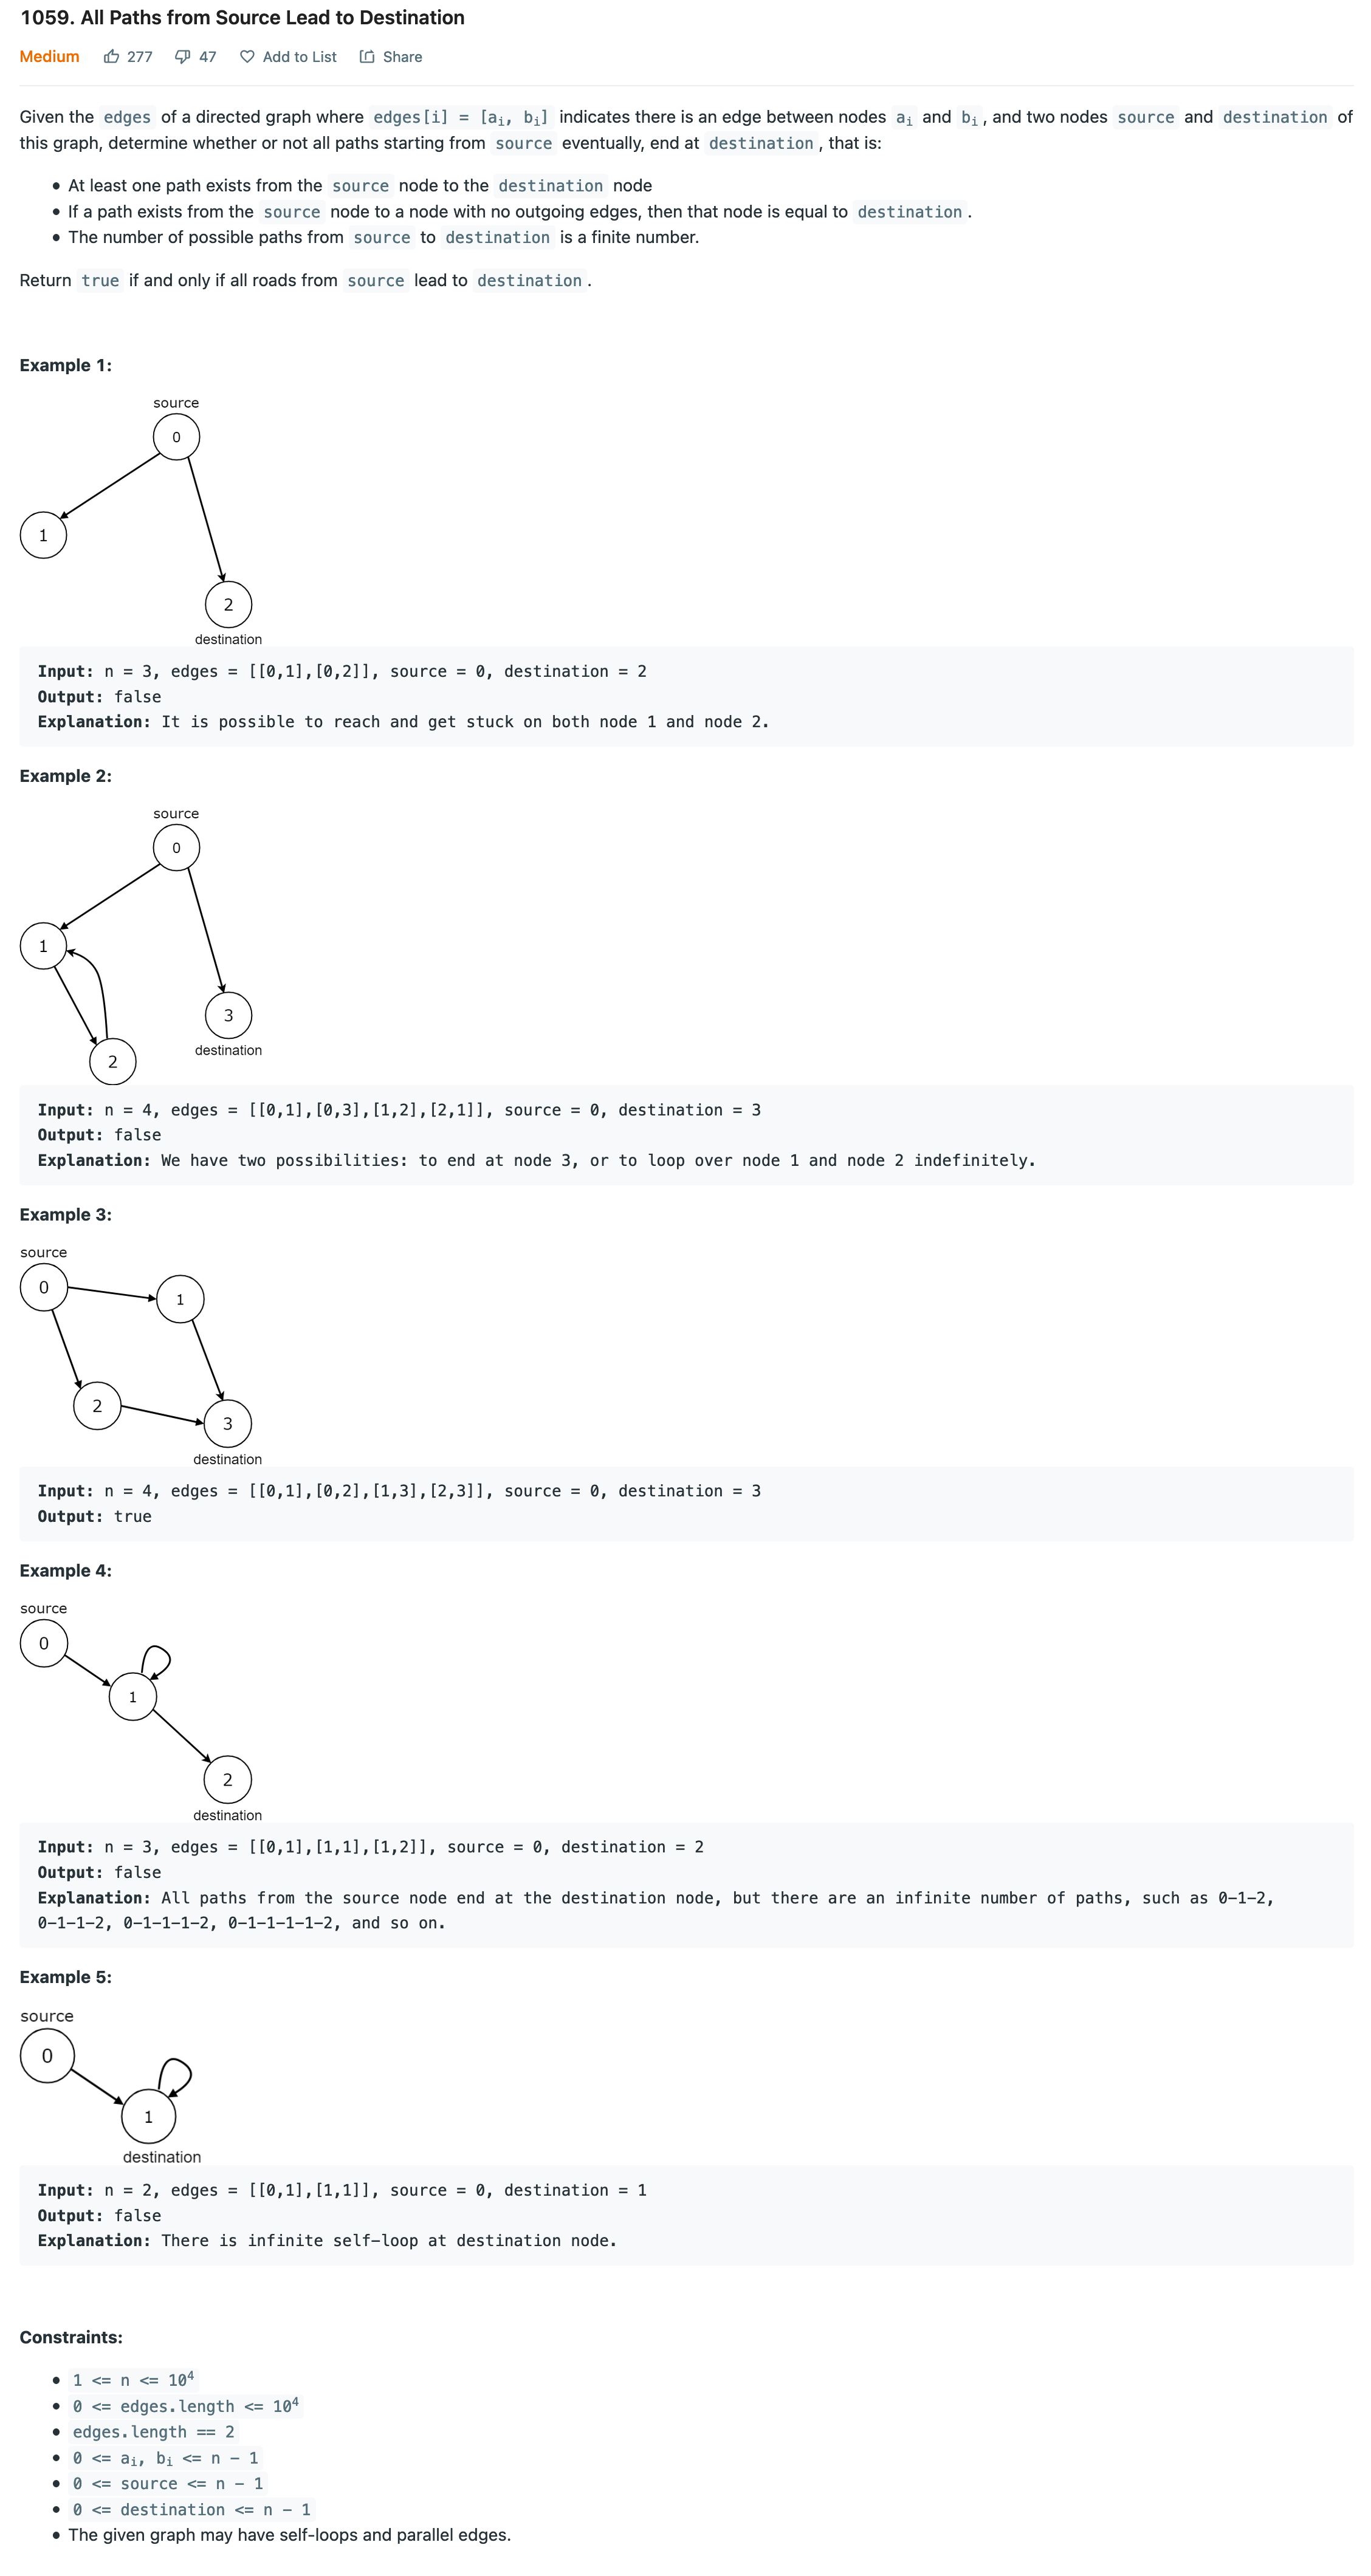 1059. All Paths from Source Lead to Destination
Medium 277 47 Add to List Share
Given the edges of a directed graph where edges[i] = [ai, bi] indicates there is an edge between nodes ai and bi, and two nodes source and destination of
this graph, determine whether or not all paths starting from source eventually, end at destination, that is:
• At least one path exists from the source node to the destination node
• If a path exists from the source node to a node with no outgoing edges, then that node is equal to destination.
• The number of possible paths from source to destination is a finite number.
Return true if and only if all roads from source lead to destination.
Example 1:
source
0
1
2
destination
Input: n = 3, edges = [[0,1],[0,2]], source = 0, destination = 2
Output: false
Explanation: It is possible to reach and get stuck on both node 1 and node 2.
Example 2:
source
0
1
3
destination
2
Input: n = 4, edges = [[0,1],[0,3],[1,2],[2,1]], source = 0, destination = 3
Output: false
Explanation: We have two possibilities: to end at node 3, or to loop over node 1 and node 2 indefinitely.
Example 3:
source
0
1
2
3
destination
Input: n = 4, edges = [[0,1],[0,2],[1,3],[2,3]], source = 0, destination = 3
Output: true
Example 4:
source
0
1
2
destination
Input: n = 3, edges = [[0,1],[1,1],[1,2]], source = 0, destination = 2
Output: false
Explanation: All paths from the source node end at the destination node, but there are an infinite number of paths, such as 0-1-2,
0-1-1-2, 0-1-1-1-2, 0-1-1-1-1-2, and so on.
Example 5:
source
0
1
destination
Input: n = 2, edges = [[0,1],[1,1]], source = 0, destination = 1
Output: false
Explanation: There is infinite self-loop at destination node.
Constraints:
• 1 <= n <= 10⁴
• 0 <= edges.length <= 10⁴
• edges.length == 2
• 0 <= ai, bi <= n - 1
• 0 <= source <= n - 1
• 0 <= destination <= n - 1
• The given graph may have self-loops and parallel edges.